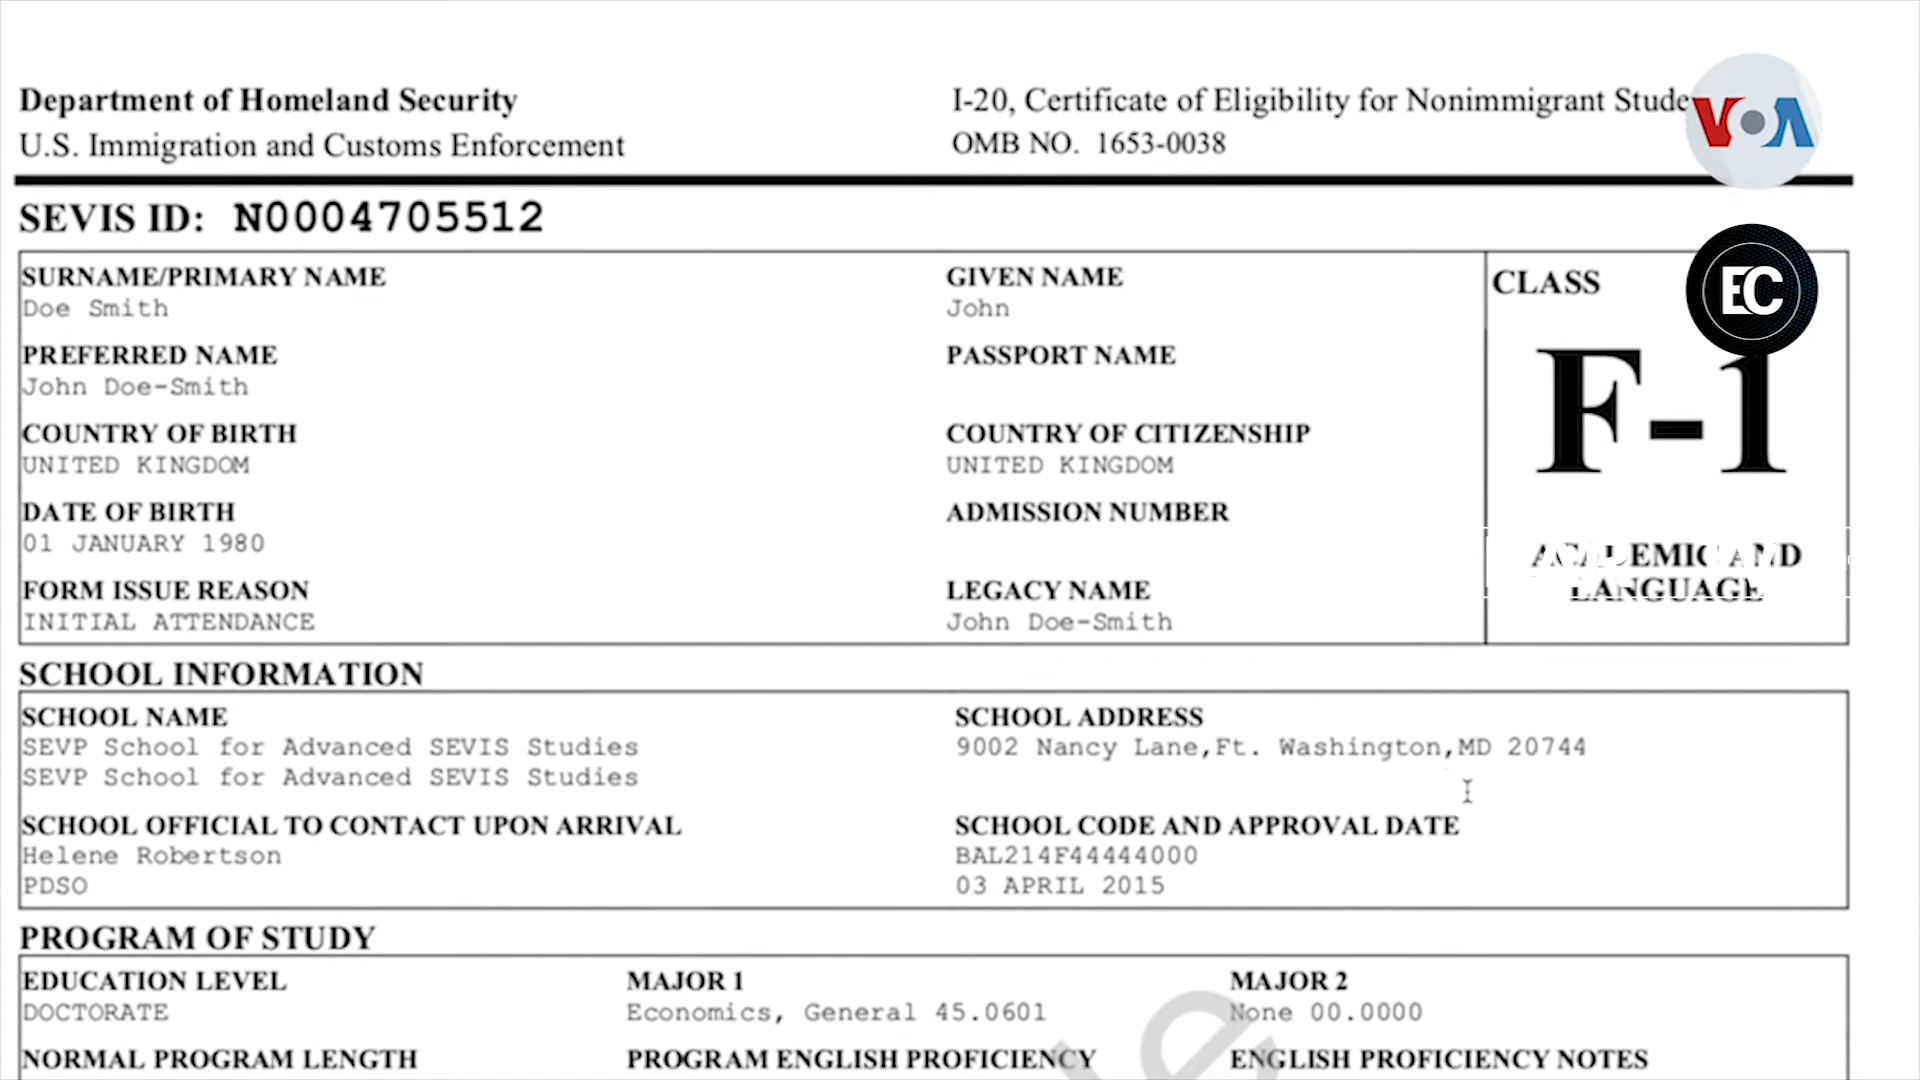 Department of Homeland Security
U.S. Immigration and Customs Enforcement
I-20, Certificate of Eligibility for Nonimmigrant
OMB NO. 1653-0038
VOA
SEVIS ID: N0004705512
SURNAME/PRIMARY NAME
Doe Smith
GIVEN NAME
John
PREFERRED NAME
John Doe-Smith
PASSPORT NAME
COUNTRY OF BIRTH
UNITED KINGDOM
COUNTRY OF CITIZENSHIP
UNITED KINGDOM
DATE OF BIRTH
01 JANUARY 1980
ADMISSION NUMBER
FORM ISSUE REASON
INITIAL ATTENDANCE
LEGACY NAME
John Doe-Smith
CLASS
EC
F-1
ACADEMIC AND
LANGUAGE
SCHOOL INFORMATION
SCHOOL NAME
SEVP School for Advanced SEVIS Studies
SEVP School for Advanced SEVIS Studies
SCHOOL ADDRESS
9002 Nancy Lane,Ft. Washington,MD 20744
SCHOOL OFFICIAL TO CONTACT UPON ARRIVAL
Helene Robertson
PDSO
SCHOOL CODE AND APPROVAL DATE
BAL214F44444000
03 APRIL 2015
PROGRAM OF STUDY
EDUCATION LEVEL
DOCTORATE
MAJOR 1
Economics, General 45.0601
MAJOR 2
None 00.0000
NORMAL PROGRAM LENGTH
PROGRAM ENGLISH PROFICIENCY
ENGLISH PROFICIENCY NOTES